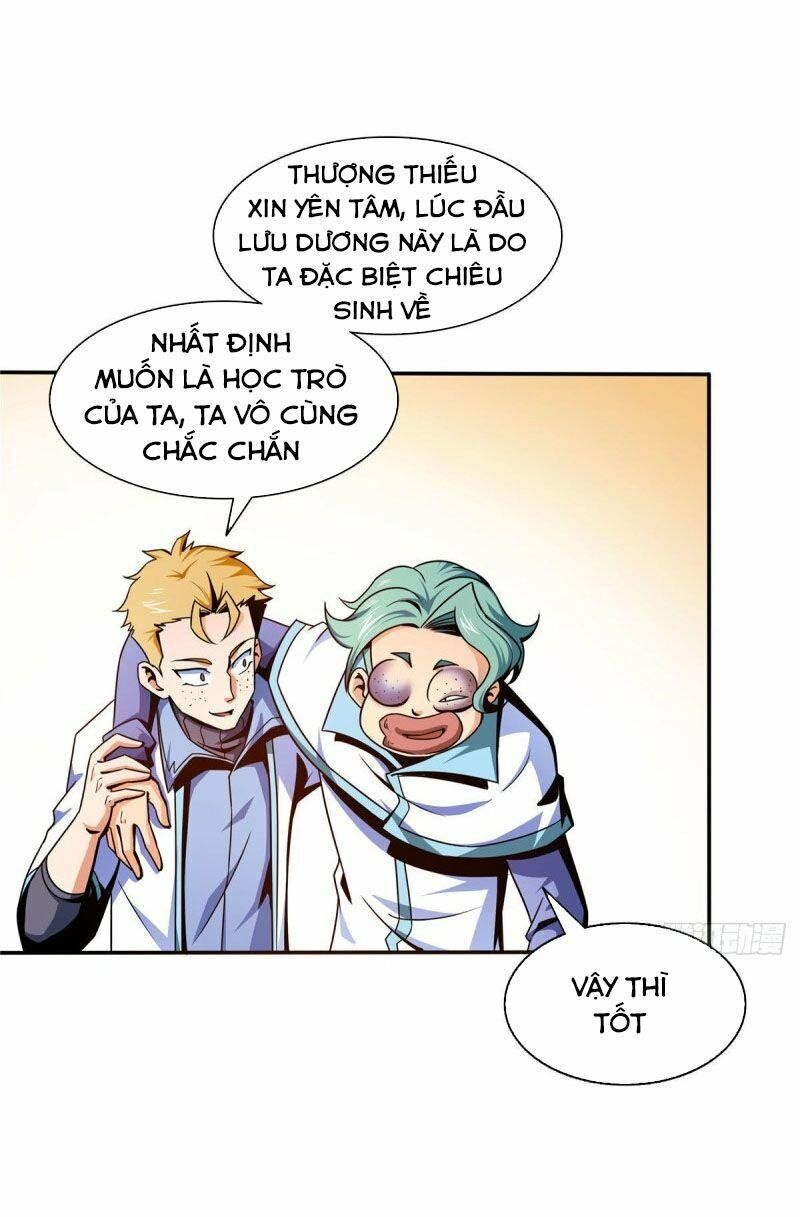 THƯỢNG THIẾU
XIN YÊN TÂM, LÚC ĐẦU
LƯU DƯƠNG NÀY LÀ DO
TA ĐẶC BIỆT CHIÊU
SINH VỀ
NHẤT ĐỊNH
MUỐN LÀ HỌC TRÒ
CỦA TA, TA VÔ CÙNG
CHẮC CHẮN
VẬY THÌ
TỐT